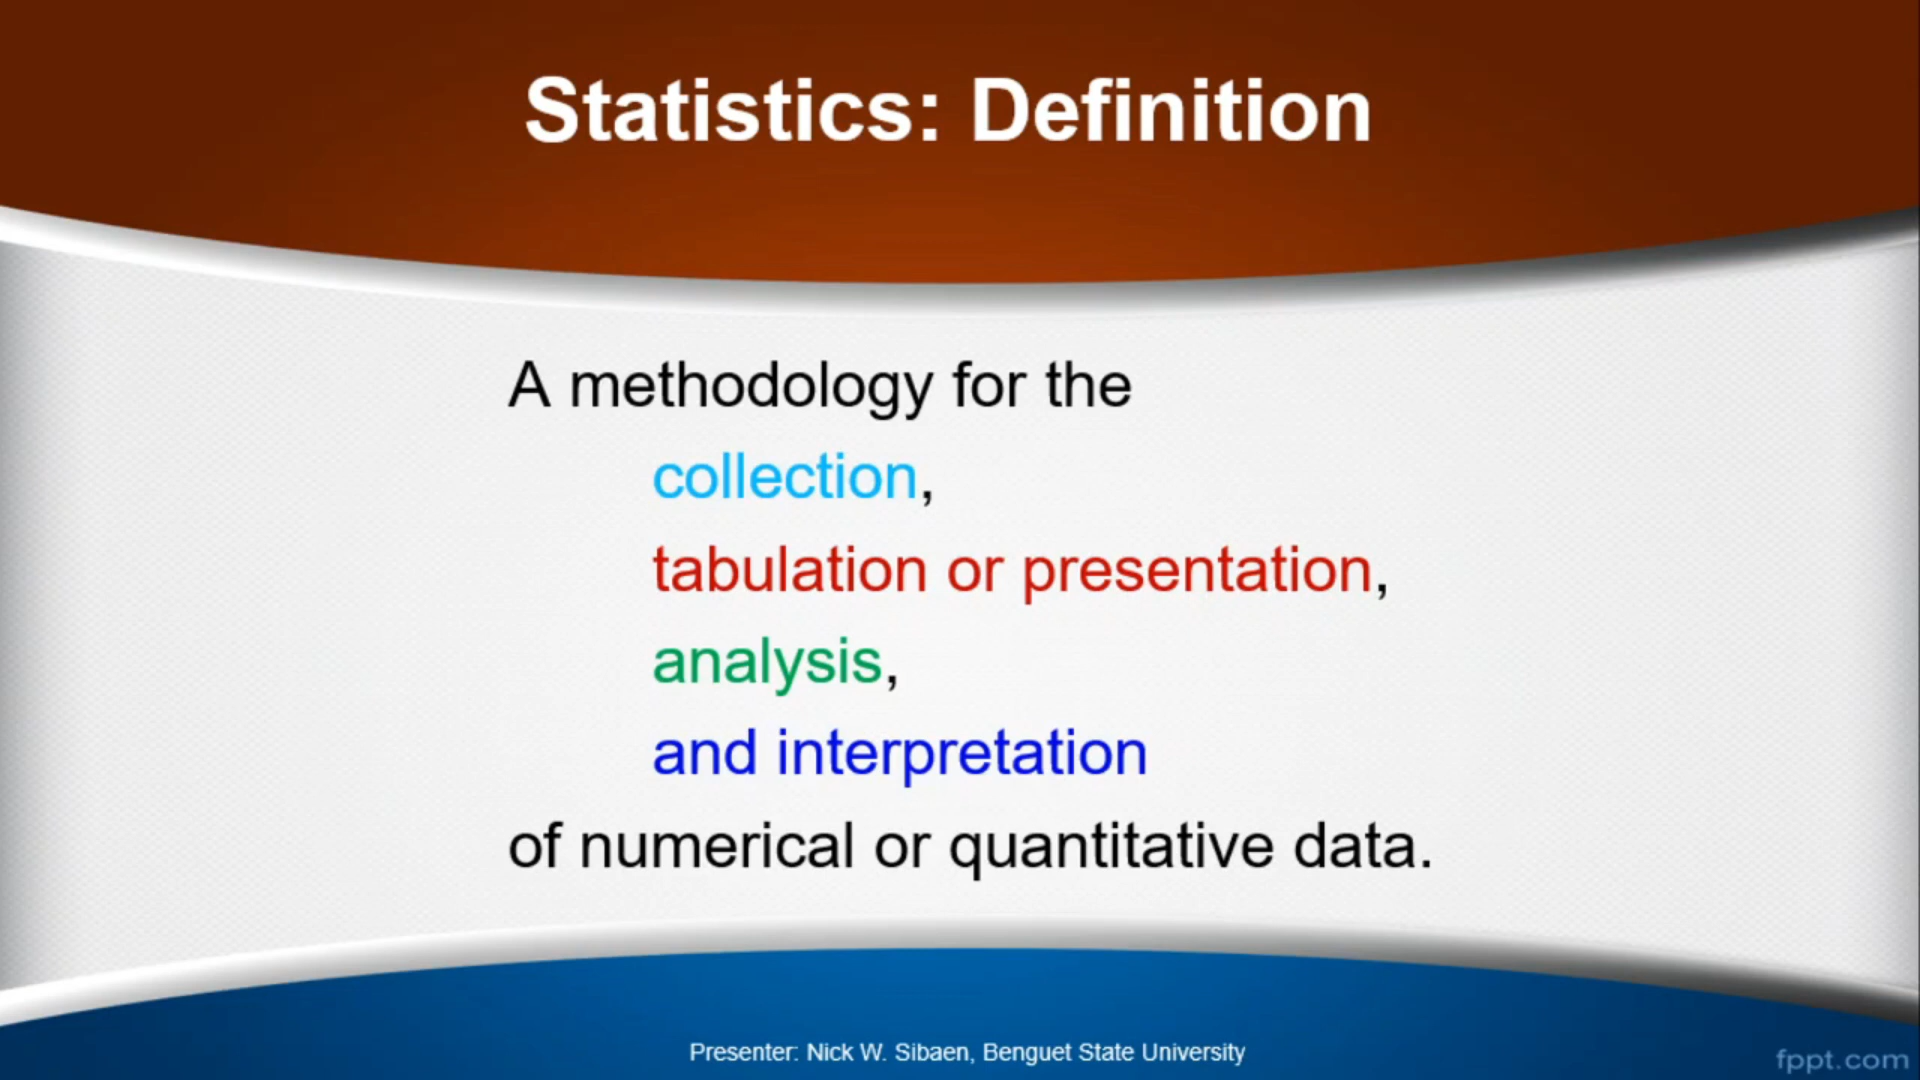 Statistics: Definition
A methodology for the
collection,
tabulation or presentation,
analysis,
and interpretation
of numerical or quantitative data.
Presenter: Nick W. Sibaen, Benguet State University
fppt.com